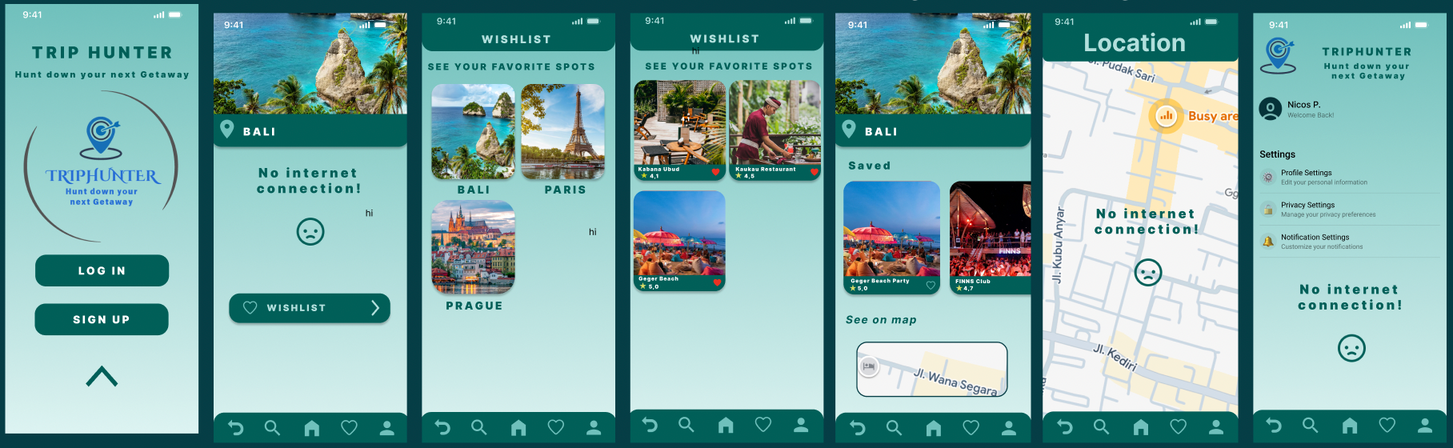 9:41
TRIP HUNTER
Hunt down your next Getaway
TRIPHUNTER
Hunt down your
next Getaway
LOG IN
SIGN UP
9:41
BALI
No internet
connection!
hi
WISHLIST
9:41
WISHLIST
SEE YOUR FAVORITE SPOTS
BALI
PARIS
hi
PRAGUE
9:41
WISHLIST
hi
SEE YOUR FAVORITE SPOTS
Kabana Ubud
4,1
Kaukau Restaurant
4,5
Geger Beach
5,0
9:41
BALI
Saved
FINNS
Geger Beach Party
5,0
FINNS Club
4,7
See on map
Jl. Wana Segara
9:41
Location
Jl. Pudak Sari
Busy are
Gg
Jl. Kubu Anyar
No internet
connection!
Jl. Kediri
9:41
TRIPHUNTER
Hunt down your
next Getaway
Nicos P.
Welcome Back!
Settings
Profile Settings
Edit your personal information
Privacy Settings
Manage your privacy preferences
Notification Settings
Customize your notifications
No internet
connection!